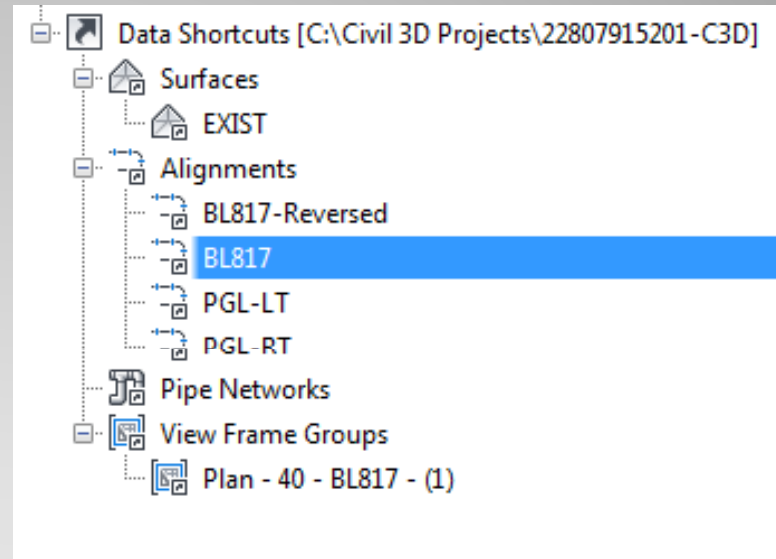 Data Shortcuts [C:\Civil 3D Projects\22807915201-C3D]
Surfaces
EXIST
Alignments
BL817-Reversed
BL817
PGL-LT
PGL-RT
Pipe Networks
View Frame Groups
Plan - 40 - BL817 - (1)